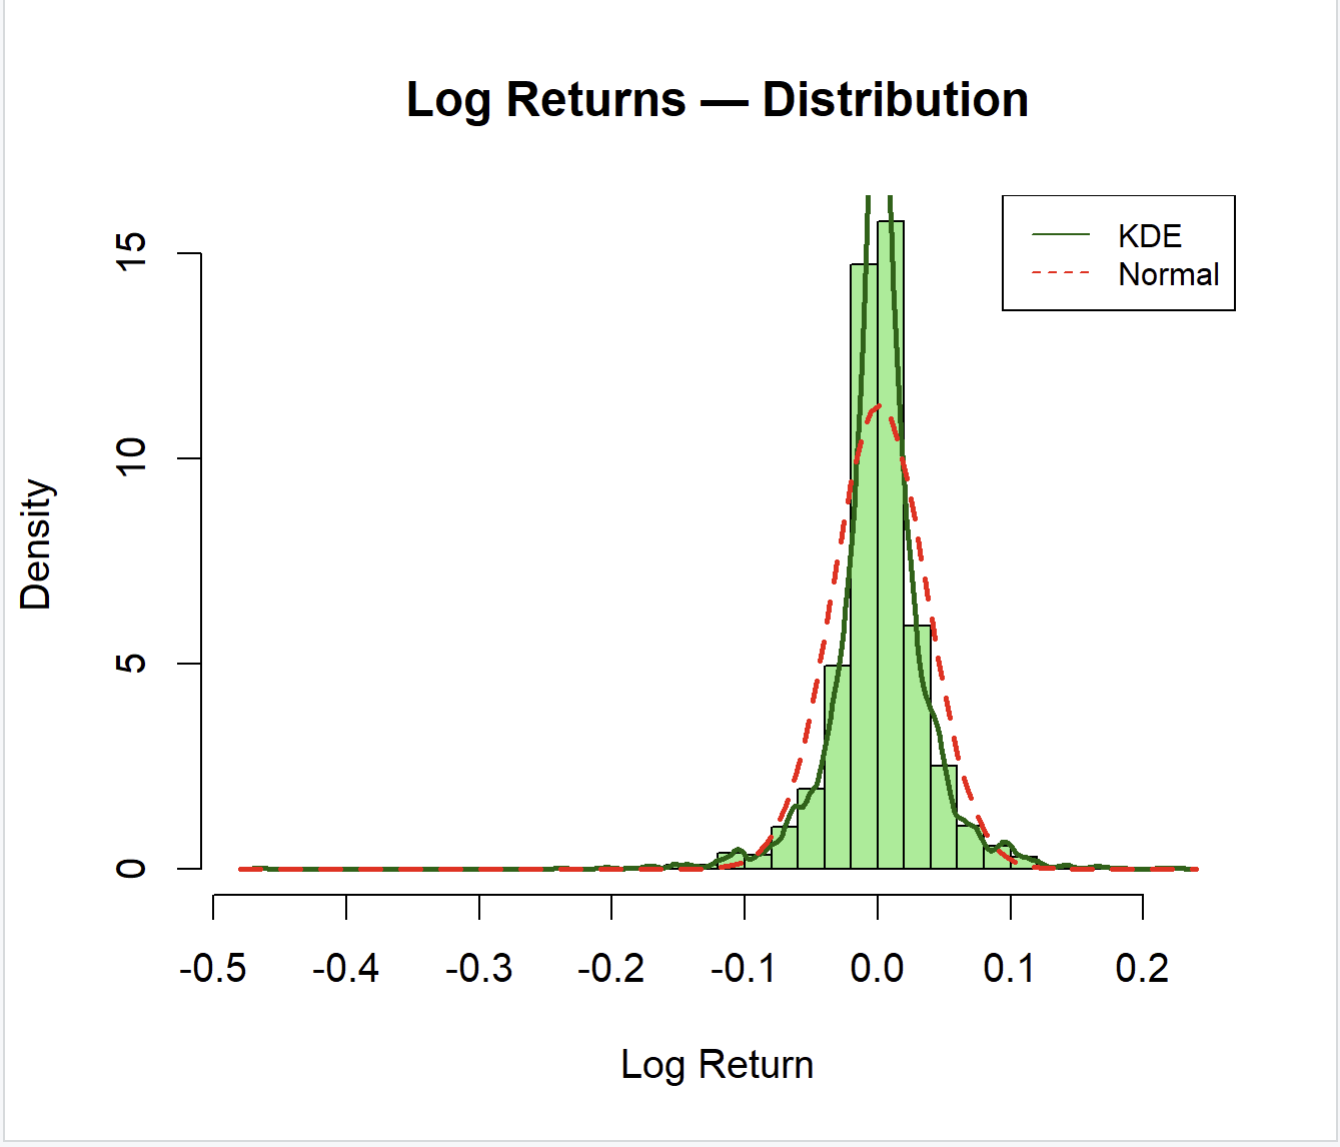 Log Returns — Distribution
KDE
Normal
15
10
5
0
Density
-0.5 -0.4 -0.3 -0.2 -0.1 0.0 0.1 0.2
Log Return